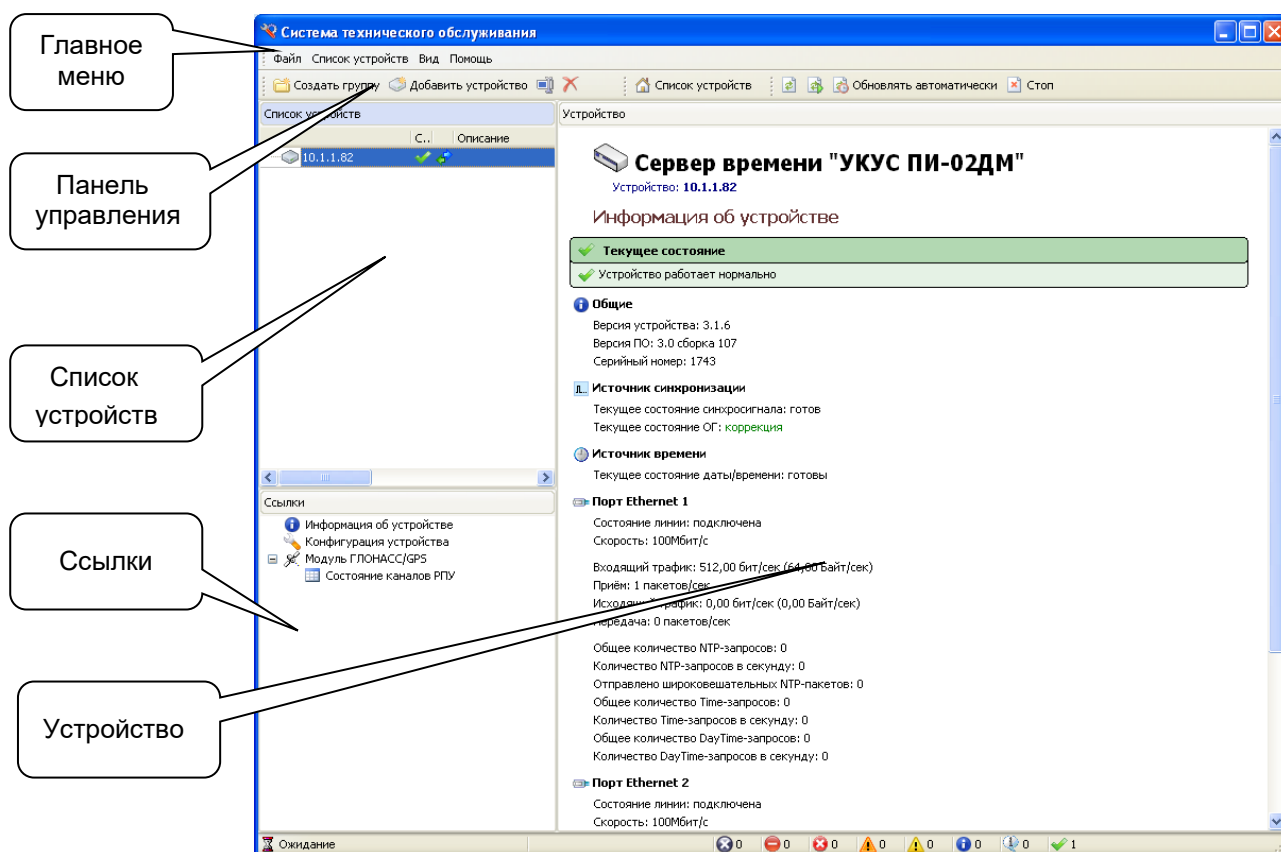 Главное
меню
Панель
управления
Список
устройств
Ссылки
Устройство
Система технического обслуживания
Файл Список устройств Вид Помощь
Создать группу Добавить устройство Список устройств Обновлять автоматически Стоп
Список устройств
С.. Описание
10.1.1.82
Ссылки
Информация об устройстве
Конфигурация устройства
Модуль ГЛОНАСС/GPS
Состояние каналов РПУ
Устройство
Сервер времени "УКУС ПИ-02ДМ"
Устройство: 10.1.1.82
Информация об устройстве
Текущее состояние
Устройство работает нормально
Общие
Версия устройства: 3.1.6
Версия ПО: 3.0 сборка 107
Серийный номер: 1743
Источник синхронизации
Текущее состояние синхросигнала: готов
Текущее состояние ОГ: коррекция
Источник времени
Текущее состояние даты/времени: готовы
Порт Ethernet 1
Состояние линии: подключена
Скорость: 100Мбит/с
Входящий трафик: 512,00 бит/сек (64,00 Байт/сек)
Приём: 1 пакетов/сек
Исходящий трафик: 0,00 бит/сек (0,00 Байт/сек)
Передача: 0 пакетов/сек
Общее количество NTP-запросов: 0
Количество NTP-запросов в секунду: 0
Отправлено широковещательных NTP-пакетов: 0
Общее количество Time-запросов: 0
Количество Time-запросов в секунду: 0
Общее количество DayTime-запросов: 0
Количество DayTime-запросов в секунду: 0
Порт Ethernet 2
Состояние линии: подключена
Скорость: 100Мбит/с
Ожидание 0 0 0 0 0 0 0 1